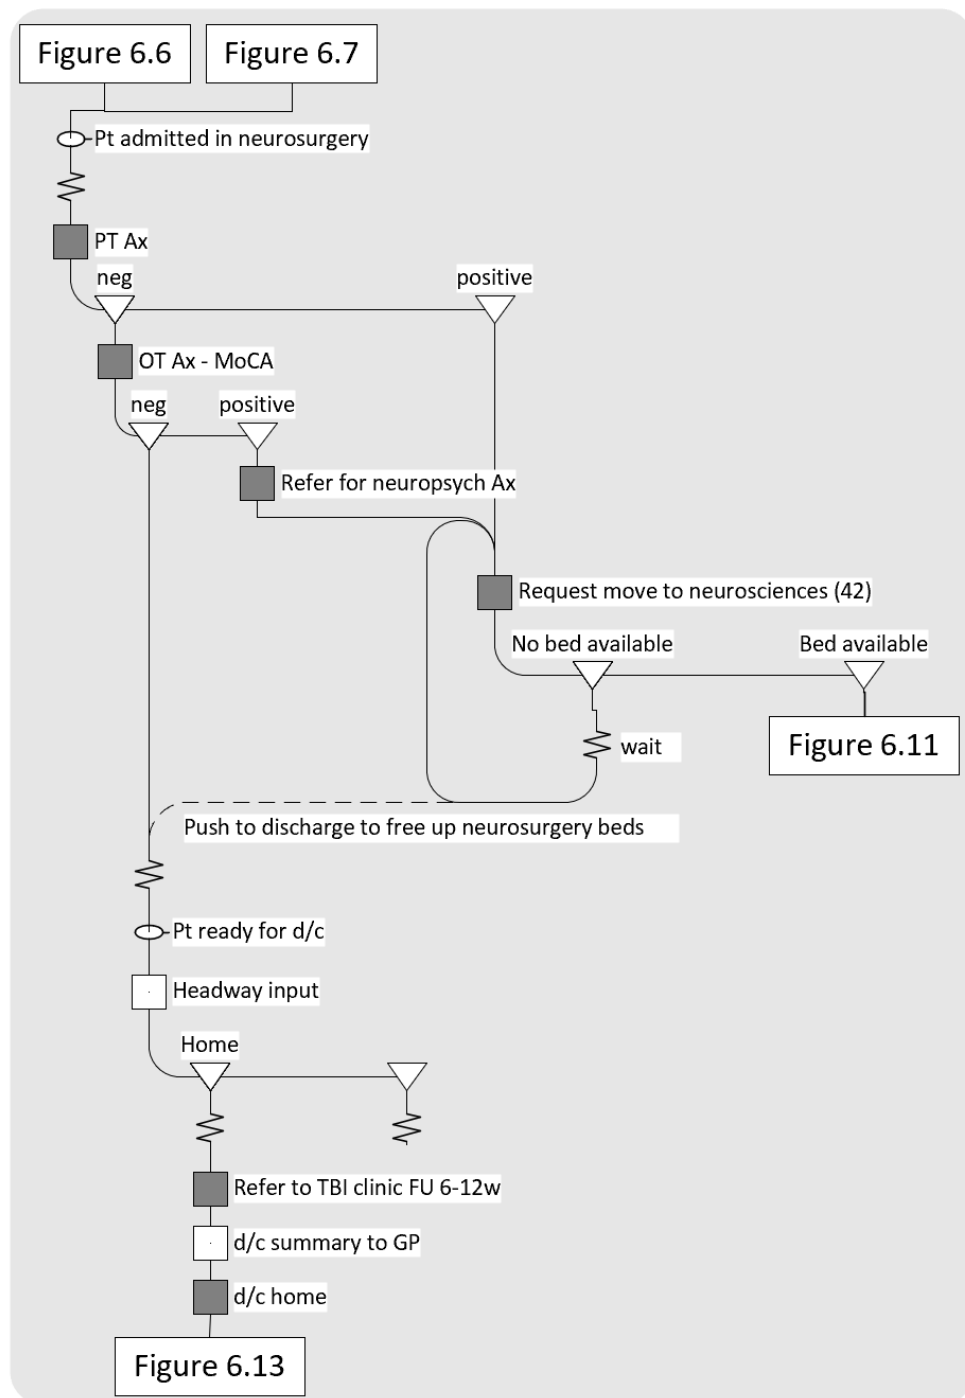 Figure 6.6
Figure 6.7
Pt admitted in neurosurgery
PT Ax
neg
positive
OT Ax - MoCA
neg
positive
Refer for neuropsych Ax
Request move to neurosciences (42)
No bed available
Bed available
Figure 6.11
wait
Push to discharge to free up neurosurgery beds
Pt ready for d/c
Headway input
Home
Refer to TBI clinic FU 6-12w
d/c summary to GP
d/c home
Figure 6.13